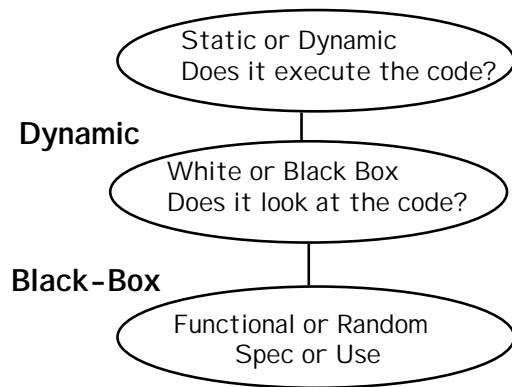 Static or Dynamic
Does it execute the code?
Dynamic
White or Black Box
Does it look at the code?
Black-Box
Functional or Random
Spec or Use